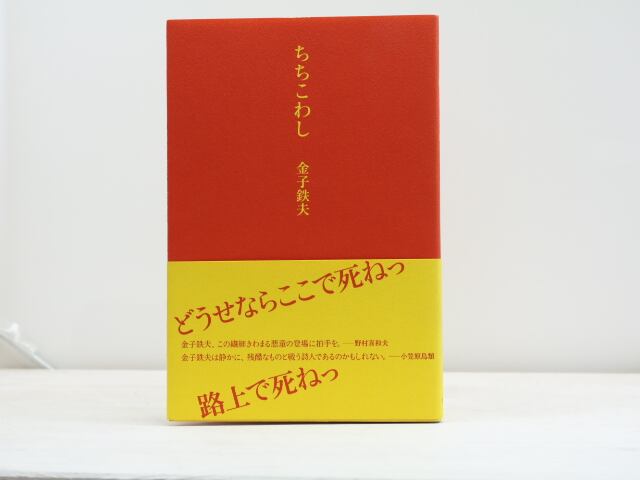 ちちこわし
金子鉄夫
どうせならここで死ねっ
金子鉄夫、この繊細きわまる悪童の登場に拍手を。——野村喜和夫
金子鉄夫は静かに、残酷なものと戦う詩人であるのかもしれない。——小笠原鳥類
路上で死ねっ